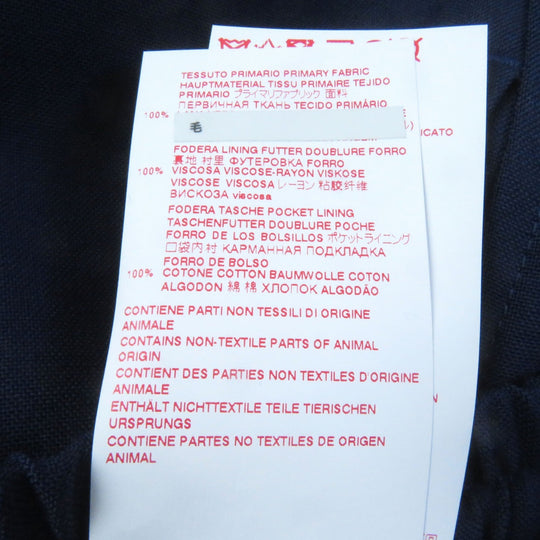 TESSUTO PRIMARIO PRIMARY FABRIC
HAUPTMATERIAL TISSU PRIMAIRE TEJIDO
PRIMARIO プライマリファブリック 面料
ПЕРВИЧНАЯ ТКАНЬ TECIDO PRIMÀRIO
100%
毛
ICATO
FODERA LINING FUTTER DOUBLURE FORRO
裏地 衬里 ФУТЕРОВКА FORRO
100% VISCOSA VISCOSE-RAYON VISKOSE
VISCOSE VISCOSA レーヨン 粘胶纤维
ВИСКОЗА viscosa
FODERA TASCHE POCKET LINING
TASCHENFUTTER DOUBLURE POCHE
FORRO DE LOS BOLSILLOS ポケットライニング
口袋内衬 КАРМАННАЯ ПОДКЛАДКА
FORRO DE BOLSO
100% COTONE COTTON BAUMWOLLE COTON
ALGODON 綿 棉 ХЛОПОК ALGODÃO
CONTIENE PARTI NON TESSILI DI ORIGINE
ANIMALE
CONTAINS NON-TEXTILE PARTS OF ANIMAL
ORIGIN
CONTIENT DES PARTIES NON TEXTILES D'ORIGINE
ANIMALE
ENTHÄLT NICHTTEXTILE TEILE TIERISCHEN
URSPRUNGS
CONTIENE PARTES NO TEXTILES DE ORIGEN
ANIMAL